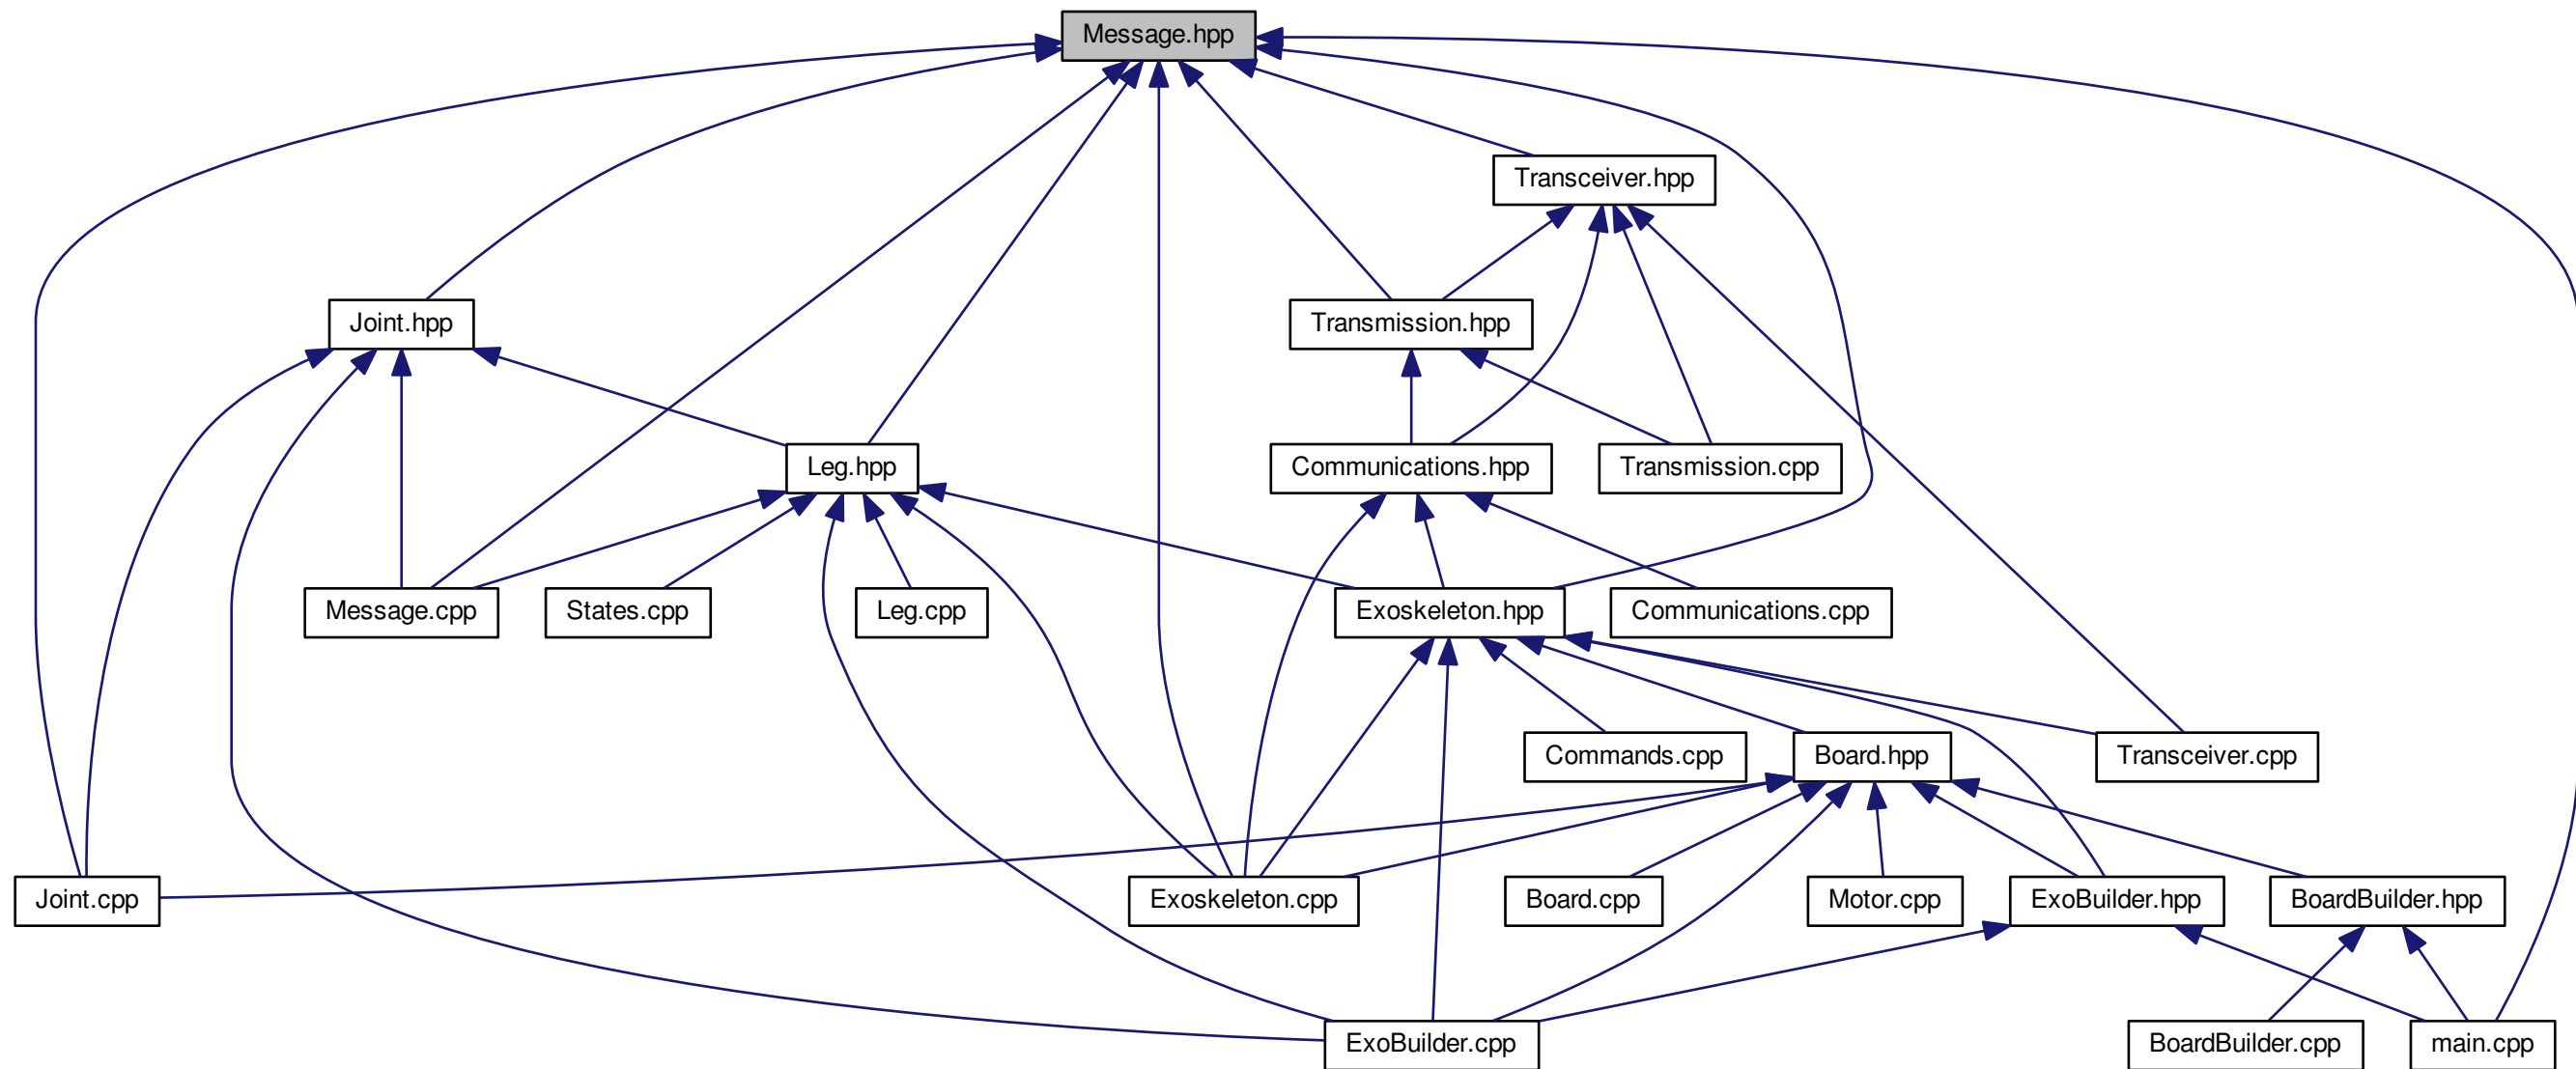 Message.hpp
Transceiver.hpp
Joint.hpp
Transmission.hpp
Leg.hpp
Communications.hpp
Transmission.cpp
Message.cpp
States.cpp
Leg.cpp
Exoskeleton.hpp
Communications.cpp
Commands.cpp
Board.hpp
Transceiver.cpp
Joint.cpp
Exoskeleton.cpp
Board.cpp
Motor.cpp
ExoBuilder.hpp
BoardBuilder.hpp
ExoBuilder.cpp
BoardBuilder.cpp
main.cpp